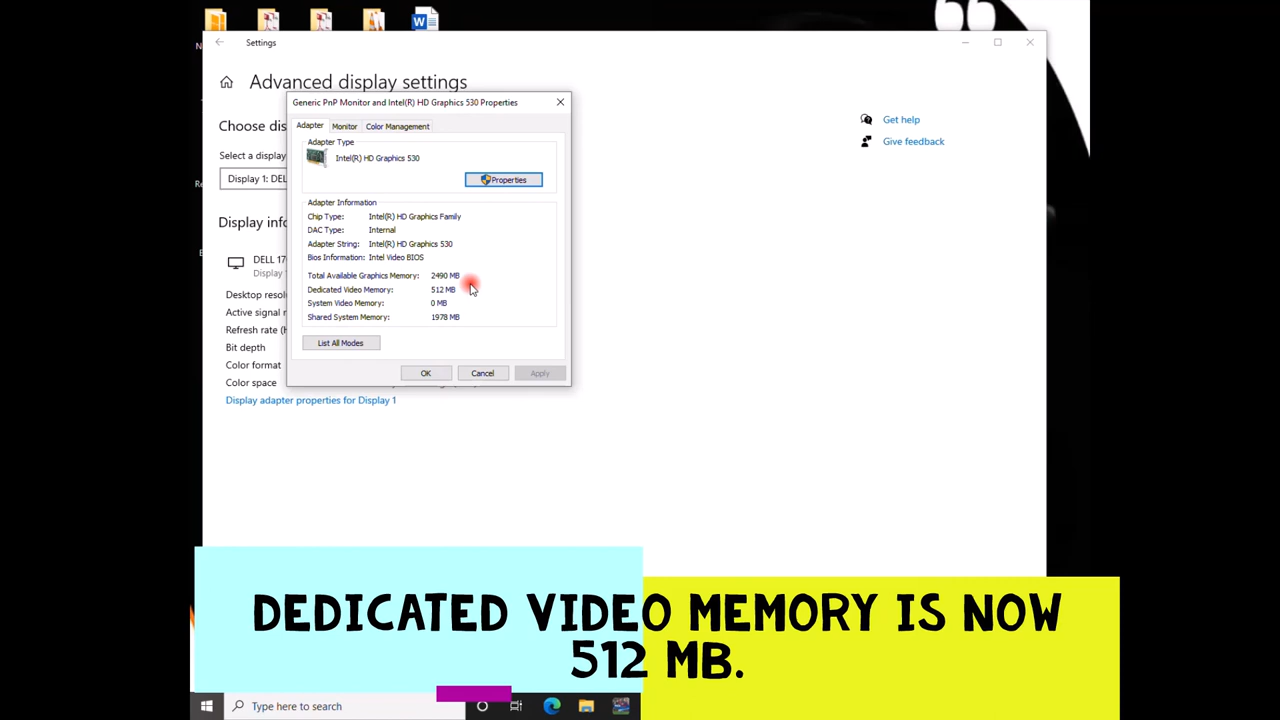 Settings
Advanced display settings
Get help
Give feedback
Choose dis
Select a display
Display 1: DEL
Display info
DELL 17
Display 1
Desktop resol
Active signal r
Refresh rate (H
Bit depth
Color format
Color space
Display adapter properties for Display 1
Generic PnP Monitor and Intel(R) HD Graphics 530 Properties
Adapter
Monitor
Color Management
Adapter Type
Intel(R) HD Graphics 530
Properties
Adapter Information
Chip Type: Intel(R) HD Graphics Family
DAC Type: Internal
Adapter String: Intel(R) HD Graphics 530
Bios Information: Intel Video BIOS
Total Available Graphics Memory: 2490 MB
Dedicated Video Memory: 512 MB
System Video Memory: 0 MB
Shared System Memory: 1978 MB
List All Modes
OK
Cancel
Apply
DEDICATED VIDEO MEMORY IS NOW
512 MB.
Type here to search